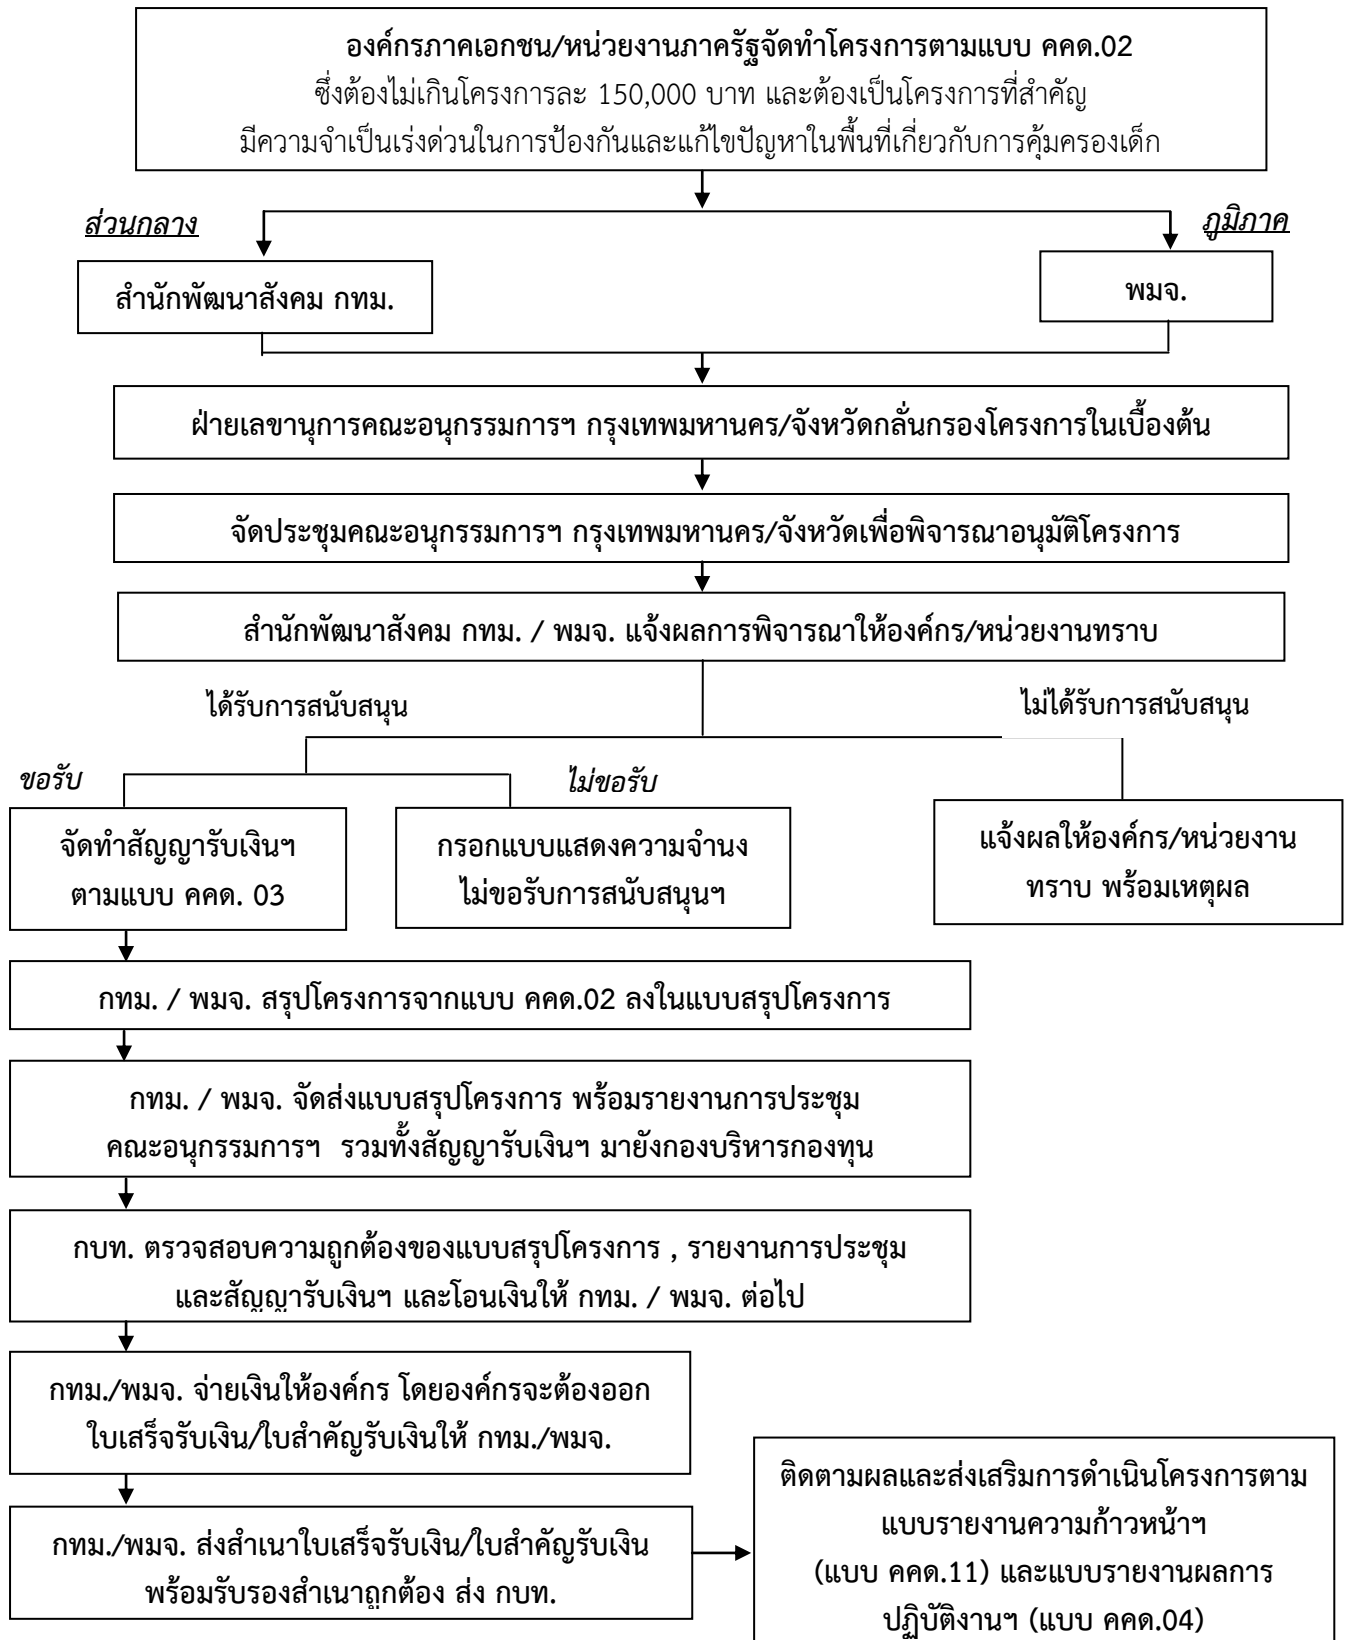 องค์กรภาคเอกชน/หน่วยงานภาครัฐจัดทำโครงการตามแบบ คคด.02
ซึ่งต้องไม่เกินโครงการละ 150,000 บาท และต้องเป็นโครงการที่สำคัญ
มีความจำเป็นเร่งด่วนในการป้องกันและแก้ไขปัญหาในพื้นที่เกี่ยวกับการคุ้มครองเด็ก
ส่วนกลาง
ภูมิภาค
สำนักพัฒนาสังคม กทม.
พมจ.
ฝ่ายเลขานุการคณะอนุกรรมการฯ กรุงเทพมหานคร/จังหวัดกลั่นกรองโครงการในเบื้องต้น
จัดประชุมคณะอนุกรรมการฯ กรุงเทพมหานคร/จังหวัดเพื่อพิจารณาอนุมัติโครงการ
สำนักพัฒนาสังคม กทม. / พมจ. แจ้งผลการพิจารณาให้องค์กร/หน่วยงานทราบ
ได้รับการสนับสนุน
ไม่ได้รับการสนับสนุน
ขอรับ
ไม่ขอรับ
จัดทำสัญญารับเงินฯ
ตามแบบ คคด. 03
กรอกแบบแสดงความจำนง
ไม่ขอรับการสนับสนุนฯ
แจ้งผลให้องค์กร/หน่วยงาน
ทราบ พร้อมเหตุผล
กทม. / พมจ. สรุปโครงการจากแบบ คคด.02 ลงในแบบสรุปโครงการ
กทม. / พมจ. จัดส่งแบบสรุปโครงการ พร้อมรายงานการประชุม
คณะอนุกรรมการฯ รวมทั้งสัญญารับเงินฯ มายังกองบริหารกองทุน
กบท. ตรวจสอบความถูกต้องของแบบสรุปโครงการ , รายงานการประชุม
และสัญญารับเงินฯ และโอนเงินให้ กทม. / พมจ. ต่อไป
กทม./พมจ. จ่ายเงินให้องค์กร โดยองค์กรจะต้องออก
ใบเสร็จรับเงิน/ใบสำคัญรับเงินให้ กทม./พมจ.
กทม./พมจ. ส่งสำเนาใบเสร็จรับเงิน/ใบสำคัญรับเงิน
พร้อมรับรองสำเนาถูกต้อง ส่ง กบท.
ติดตามผลและส่งเสริมการดำเนินโครงการตาม
แบบรายงานความก้าวหน้าฯ
(แบบ คคด.11) และแบบรายงานผลการ
ปฏิบัติงานฯ (แบบ คคด.04)